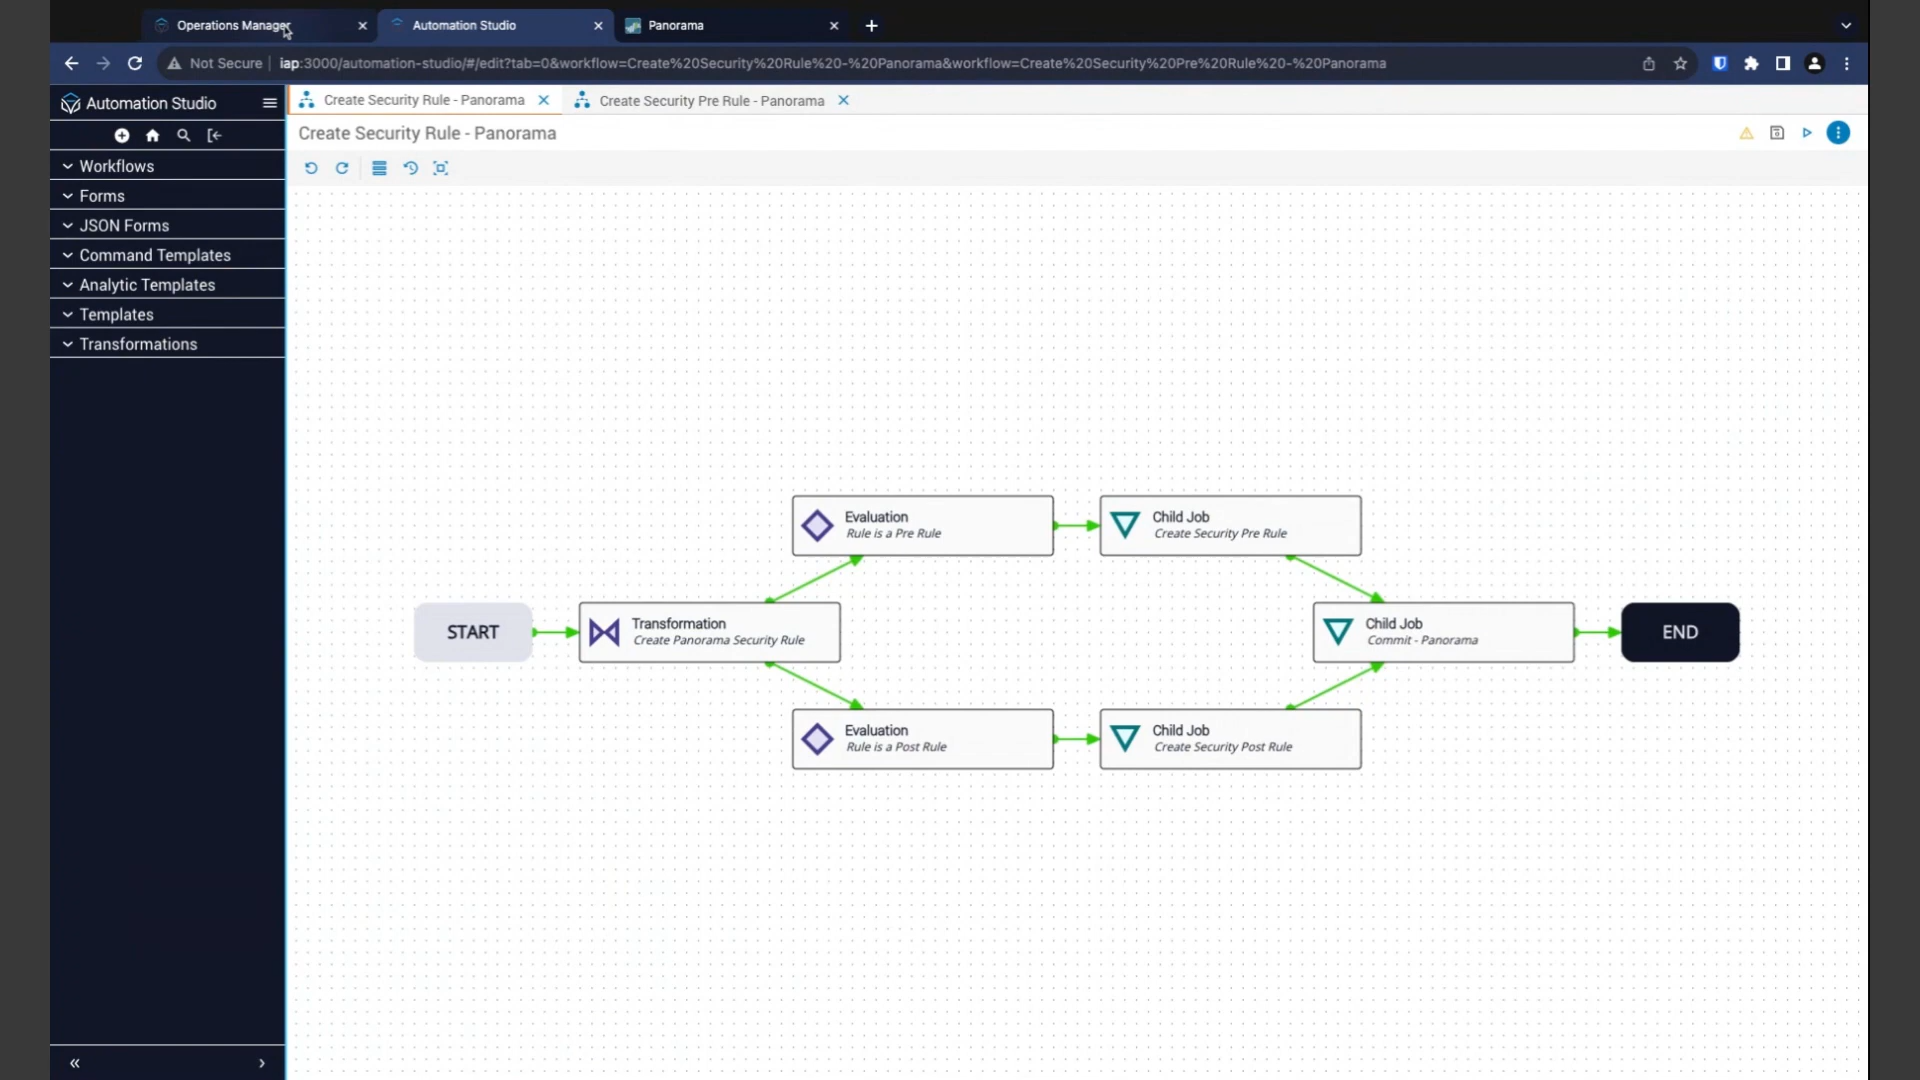 Operations Manager
Automation Studio
Panorama
Not Secure
iap:3000/automation-studio/#/edit?tab=0&workflow=Create%20Security%20Rule%20-%20Panorama&workflow=Create%20Security%20Pre%20Rule%20-%20Panorama
Automation Studio
Create Security Rule - Panorama
Create Security Pre Rule - Panorama
Create Security Rule - Panorama
Workflows
Forms
JSON Forms
Command Templates
Analytic Templates
Templates
Transformations
Evaluation
Rule is a Pre Rule
Child Job
Create Security Pre Rule
START
Transformation
Create Panorama Security Rule
Child Job
Commit - Panorama
END
Evaluation
Rule is a Post Rule
Child Job
Create Security Post Rule